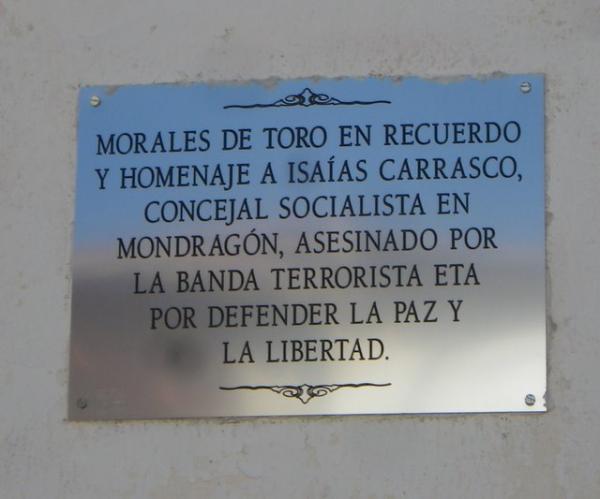 MORALES DE TORO EN RECUERDO
Y HOMENAJE A ISAÍAS CARRASCO,
CONCEJAL SOCIALISTA EN
MONDRAGÓN, ASESINADO POR
LA BANDA TERRORISTA ETA
POR DEFENDER LA PAZ Y
LA LIBERTAD.